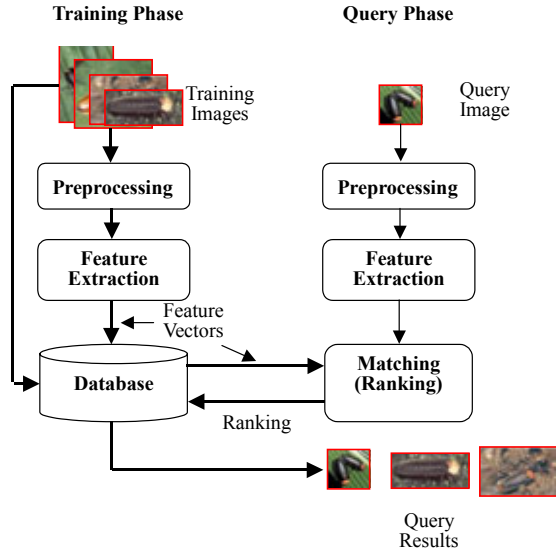 Training Phase
Query Phase
Training
Images
Query
Image
Preprocessing
Preprocessing
Feature
Extraction
Feature
Extraction
Feature
Vectors
Database
Matching
(Ranking)
Ranking
Query
Results